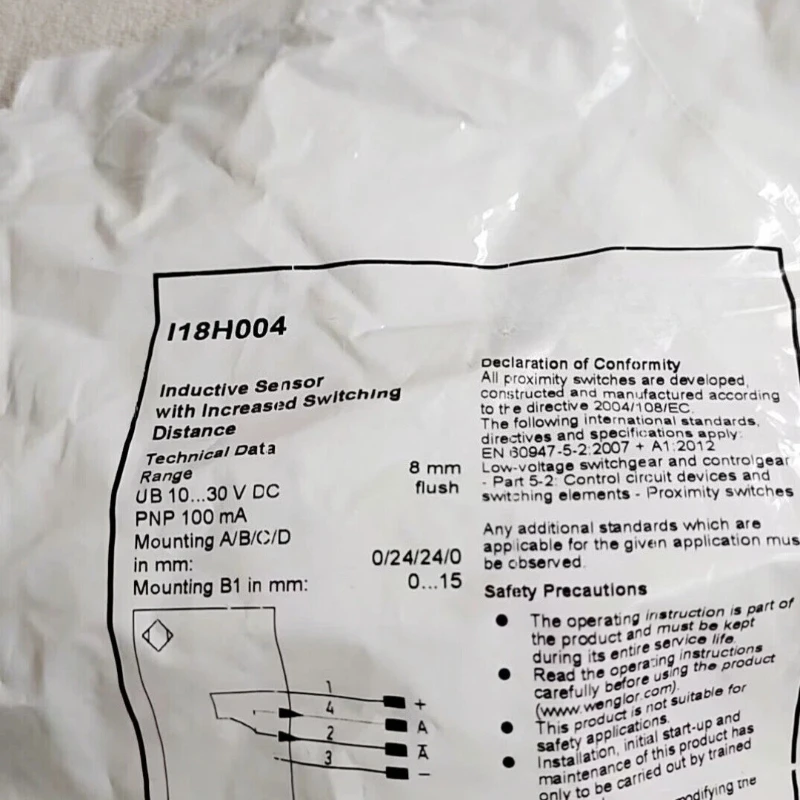 I18H004
Inductive Sensor
with Increased Switching
Distance
Technical Data
Range 8 mm
UB 10...30 V DC flush
PNP 100 mA
Mounting A/B/C/D
in mm: 0/24/24/0
Mounting B1 in mm: 0...15
1 +
4 A
2 A̅
3 −
Declaration of Conformity
All proximity switches are developed,
constructed and manufactured according
to the directive 2004/108/EC.
The following international standards,
directives and specifications apply:
EN 60947-5-2:2007 + A1:2012
Low-voltage switchgear and controlgear
- Part 5-2: Control circuit devices and
switching elements - Proximity switches
Any additional standards which are
applicable for the given application mus
be observed.
Safety Precautions
● The operating instruction is part of
the product and must be kept
during its entire service life.
● Read the operating instructions
carefully before using the product
(www.wenglor.com).
● This product is not suitable for
safety applications.
● Installation, initial start-up and
maintenance of this product has
only to be carried out by trained
modifying the